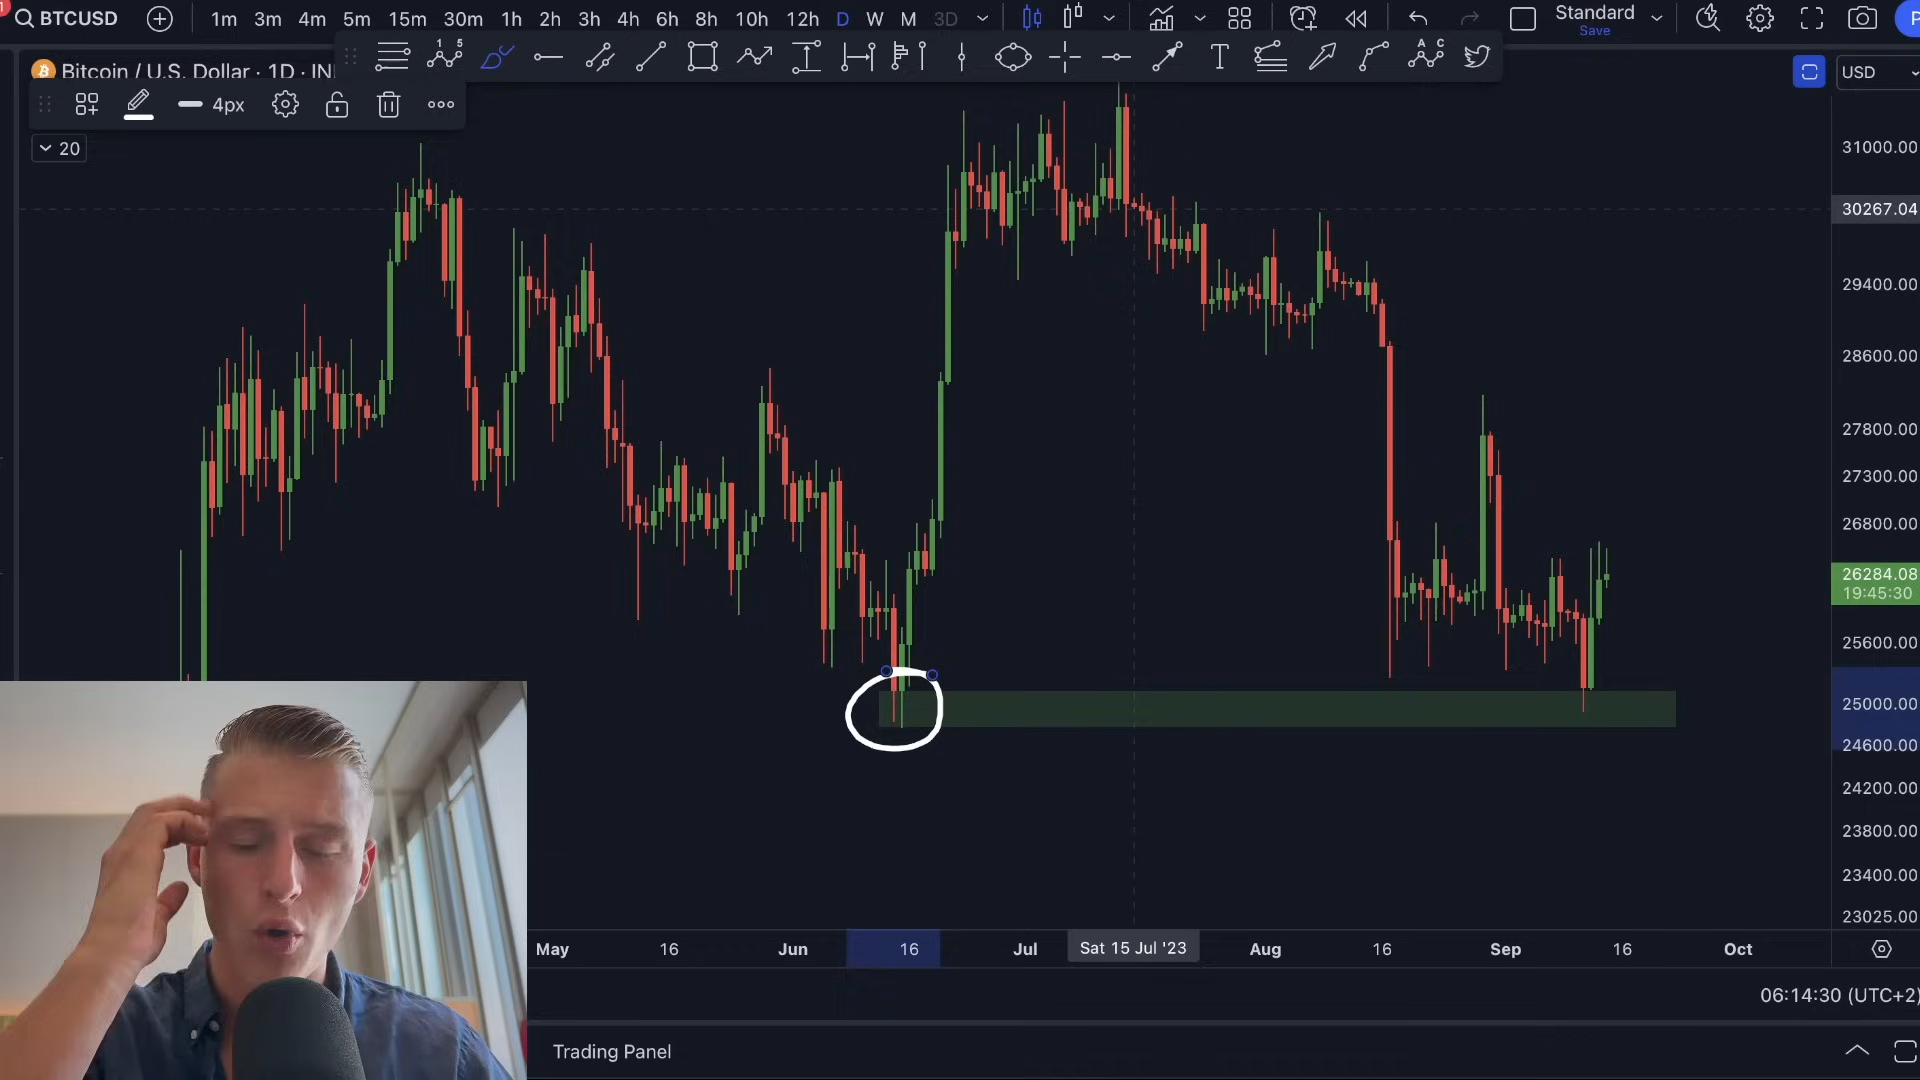 BTCUSD
1m 3m 4m 5m 15m 30m 1h 2h 3h 4h 6h 8h 10h 12h D W M 3D
Standard
Save
Bitcoin / U.S. Dollar · 1D ·
USD
4px
20
31000.00
30267.04
29400.00
28600.00
27800.00
27300.00
26800.00
26284.08
19:45:30
25600.00
25000.00
24600.00
24200.00
23800.00
23400.00
23025.00
May 16 Jun 16 Jul Sat 15 Jul '23 Aug 16 Sep 16 Oct
06:14:30 (UTC+2)
Trading Panel